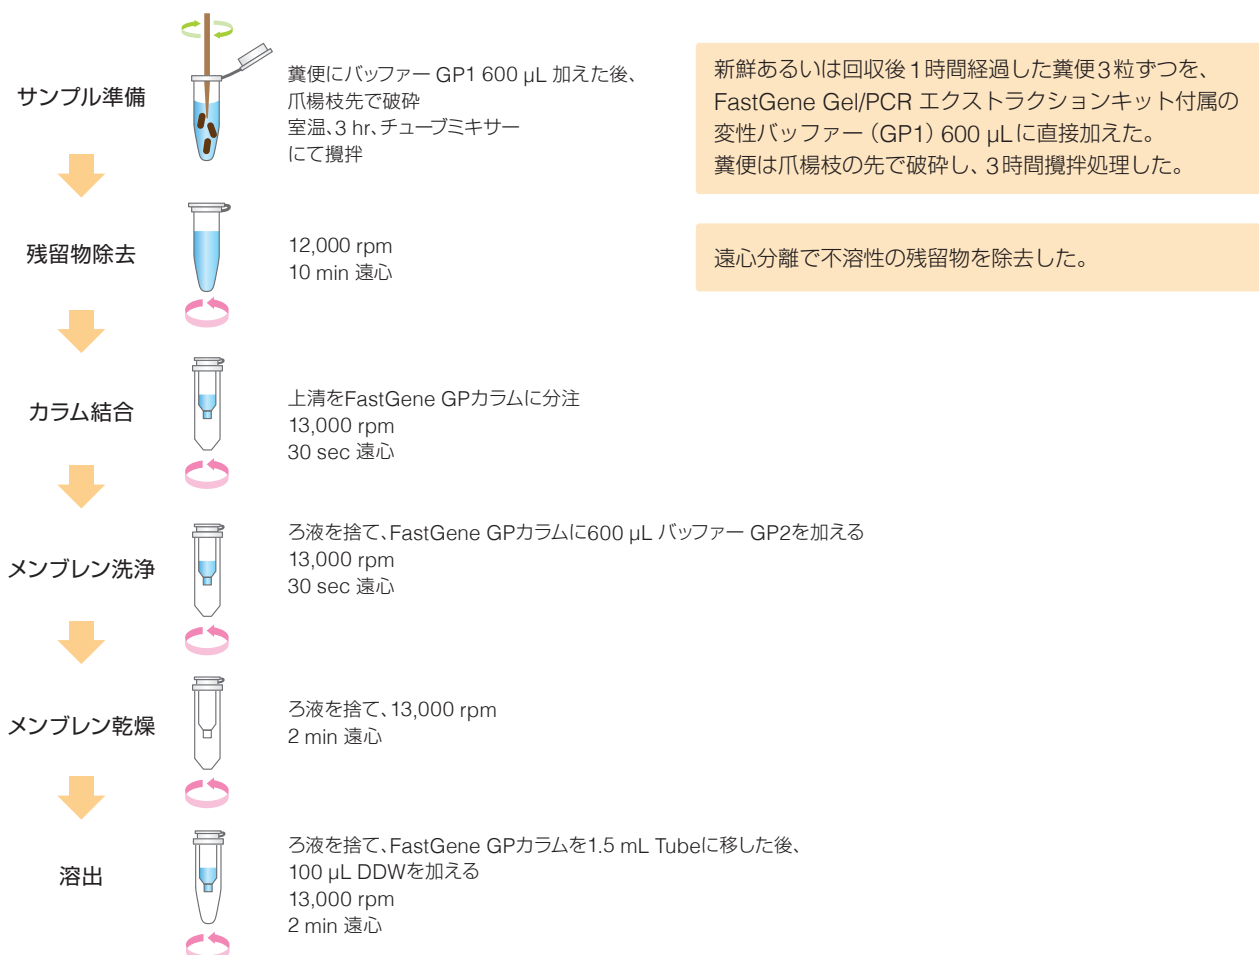 サンプル準備
糞便にバッファー GP1 600 µL 加えた後、
爪楊枝先で破砕
室温、3 hr、チューブミキサー
にて攪拌
新鮮あるいは回収後1時間経過した糞便3粒ずつを、
FastGene Gel/PCR エクストラクションキット付属の
変性バッファー（GP1）600 µLに直接加えた。
糞便は爪楊枝の先で破砕し、3時間攪拌処理した。
残留物除去
12,000 rpm
10 min 遠心
遠心分離で不溶性の残留物を除去した。
カラム結合
上清をFastGene GPカラムに分注
13,000 rpm
30 sec 遠心
メンブレン洗浄
ろ液を捨て、FastGene GPカラムに600 µL バッファー GP2を加える
13,000 rpm
30 sec 遠心
メンブレン乾燥
ろ液を捨て、13,000 rpm
2 min 遠心
溶出
ろ液を捨て、FastGene GPカラムを1.5 mL Tubeに移した後、
100 µL DDWを加える
13,000 rpm
2 min 遠心